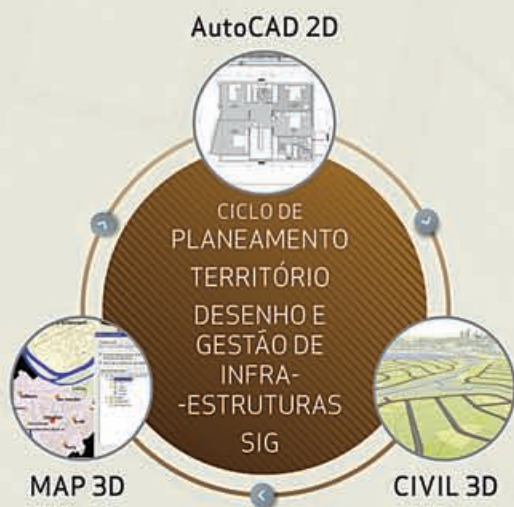 AutoCAD 2D
CICLO DE
PLANEAMENTO
TERRITÓRIO
DESENHO E
GESTÃO DE
INFRA-
-ESTRUTURAS
SIG
MAP 3D
CIVIL 3D